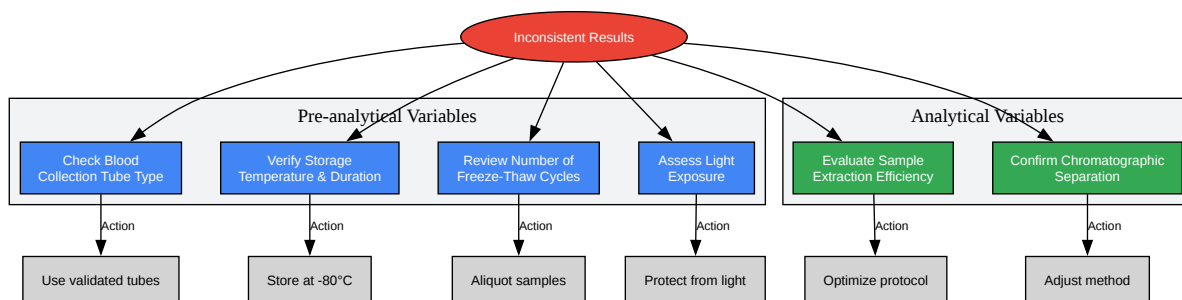 Inconsistent Results
Pre-analytical Variables
Analytical Variables
Check Blood
Collection Tube Type
Verify Storage
Temperature & Duration
Review Number of
Freeze-Thaw Cycles
Assess Light
Exposure
Evaluate Sample
Extraction Efficiency
Confirm Chromatographic
Separation
Action
Action
Action
Action
Action
Action
Use validated tubes
Store at -80°C
Aliquot samples
Protect from light
Optimize protocol
Adjust method